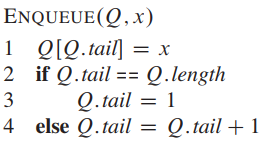 ENQUEUE(Q, x)
1 Q[Q.tail] = x
2 if Q.tail == Q.length
3 Q.tail = 1
4 else Q.tail = Q.tail + 1